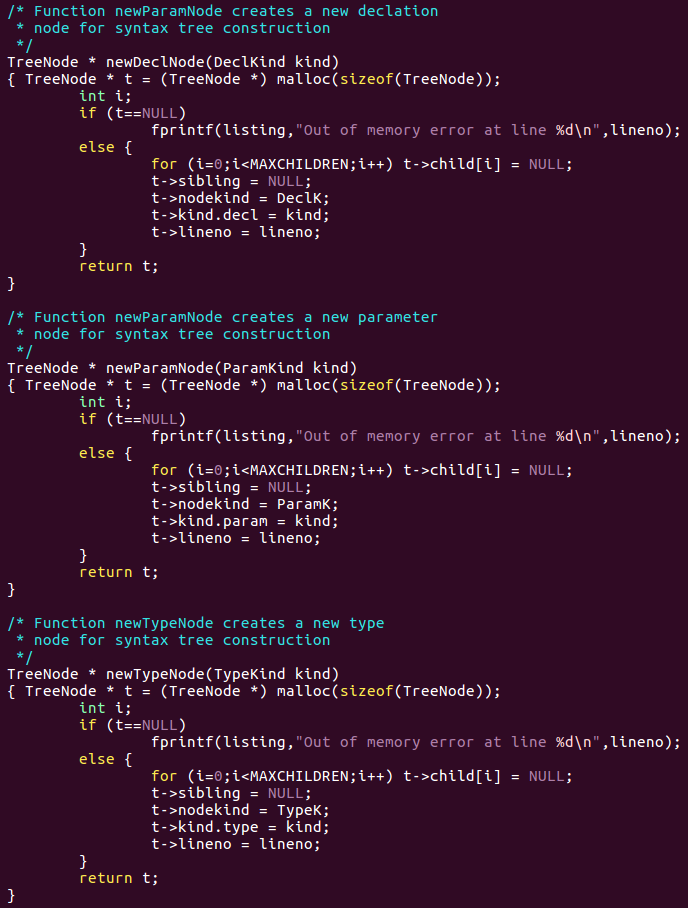 /* Function newParamNode creates a new declation
 * node for syntax tree construction
 */
TreeNode * newDeclNode(DeclKind kind)
{ TreeNode * t = (TreeNode *) malloc(sizeof(TreeNode));
        int i;
        if (t==NULL)
                fprintf(listing,"Out of memory error at line %d\n",lineno);
        else {
                for (i=0;i<MAXCHILDREN;i++) t->child[i] = NULL;
                t->sibling = NULL;
                t->nodekind = DeclK;
                t->kind.decl = kind;
                t->lineno = lineno;
        }
        return t;
}

/* Function newParamNode creates a new parameter
 * node for syntax tree construction
 */
TreeNode * newParamNode(ParamKind kind)
{ TreeNode * t = (TreeNode *) malloc(sizeof(TreeNode));
        int i;
        if (t==NULL)
                fprintf(listing,"Out of memory error at line %d\n",lineno);
        else {
                for (i=0;i<MAXCHILDREN;i++) t->child[i] = NULL;
                t->sibling = NULL;
                t->nodekind = ParamK;
                t->kind.param = kind;
                t->lineno = lineno;
        }
        return t;
}

/* Function newTypeNode creates a new type
 * node for syntax tree construction
 */
TreeNode * newTypeNode(TypeKind kind)
{ TreeNode * t = (TreeNode *) malloc(sizeof(TreeNode));
        int i;
        if (t==NULL)
                fprintf(listing,"Out of memory error at line %d\n",lineno);
        else {
                for (i=0;i<MAXCHILDREN;i++) t->child[i] = NULL;
                t->sibling = NULL;
                t->nodekind = TypeK;
                t->kind.type = kind;
                t->lineno = lineno;
        }
        return t;
}